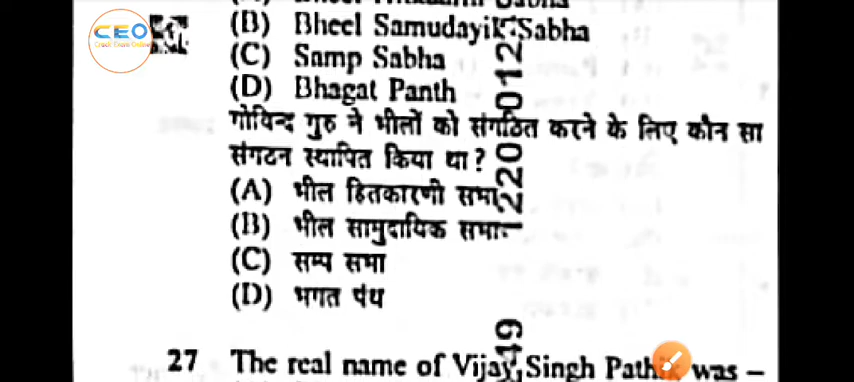 (B) Bheel Samudayik Sabha
(C) Samp Sabha
(D) Bhagat Panth
गोविन्द गुरु ने भीलों को संगठित करने के लिए कौन सा
संगठन स्थापित किया था?
(A) भील हितकारणी सभा
(B) भील सामुदायिक सभा
(C) सम्प सभा
(D) भगत पंथ
27 The real name of Vijay Singh Pathik was –
CEO